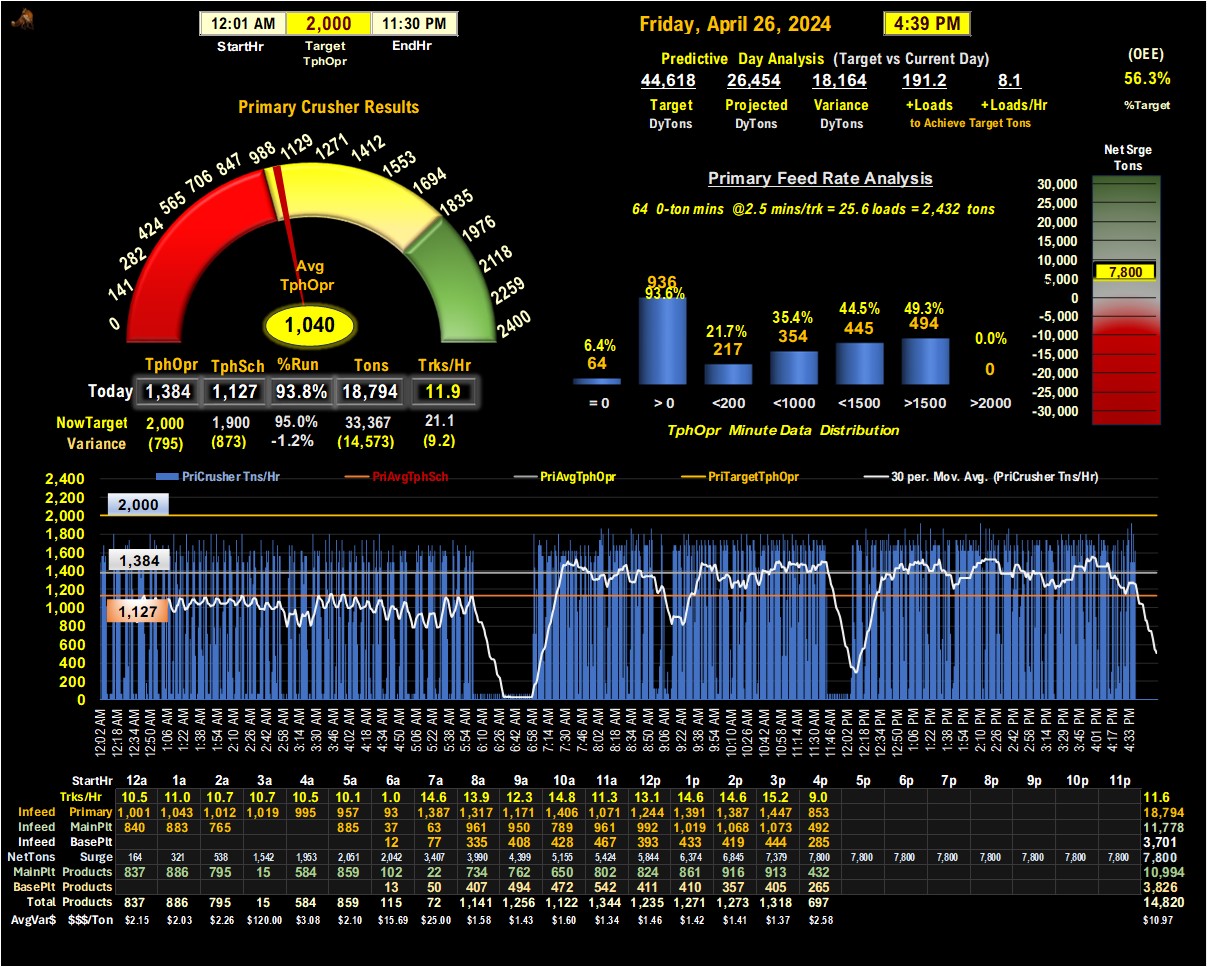 12:01 AM 2,000 11:30 PM
StartHr Target EndHr
TphOpr
Friday, April 26, 2024 4:39 PM
Predictive Day Analysis (Target vs Current Day)
44,618 26,454 18,164 191.2 8.1
Target Projected Variance +Loads +Loads/Hr
DyTons DyTons DyTons to Achieve Target Tons
(OEE)
56.3%
%Target
Primary Crusher Results
0 141 282 424 565 706 847 988 1129 1271 1412 1553 1694 1835 1976 2118 2259 2400
Avg
TphOpr
1,040
TphOpr TphSch %Run Tons Trks/Hr
Today 1,384 1,127 93.8% 18,794 11.9
NowTarget 2,000 1,900 95.0% 33,367 21.1
Variance (795) (873) -1.2% (14,573) (9.2)
Primary Feed Rate Analysis
64 0-ton mins @2.5 mins/trk = 25.6 loads = 2,432 tons
6.4% 93.6% 21.7% 35.4% 44.5% 49.3% 0.0%
64 936 217 354 445 494 0
= 0 > 0 <200 <1000 <1500 >1500 >2000
TphOpr Minute Data Distribution
Net Srge
Tons
30,000
25,000
20,000
15,000
10,000
7,800
5,000
0
-5,000
-10,000
-15,000
-20,000
-25,000
-30,000
PriCrusher Tns/Hr PriAvgTphSch PriAvgTphOpr PriTargetTphOpr 30 per. Mov. Avg. (PriCrusher Tns/Hr)
2,400
2,200
2,000
1,800
1,600
1,400
1,200
1,000
800
600
400
200
0
2,000
1,384
1,127
12:02 AM 12:18 AM 12:34 AM 12:50 AM 1:06 AM 1:22 AM 1:38 AM 1:54 AM 2:10 AM 2:26 AM 2:42 AM 2:58 AM 3:14 AM 3:30 AM 3:46 AM 4:02 AM 4:18 AM 4:34 AM 4:50 AM 5:06 AM 5:22 AM 5:38 AM 5:54 AM 6:10 AM 6:26 AM 6:42 AM 6:58 AM 7:14 AM 7:30 AM 7:46 AM 8:02 AM 8:18 AM 8:34 AM 8:50 AM 9:06 AM 9:22 AM 9:38 AM 9:54 AM 10:10 AM 10:26 AM 10:42 AM 10:58 AM 11:14 AM 11:30 AM 11:46 AM 12:02 PM 12:18 PM 12:34 PM 12:50 PM 1:06 PM 1:22 PM 1:38 PM 1:54 PM 2:10 PM 2:26 PM 2:42 PM 2:58 PM 3:14 PM 3:29 PM 3:45 PM 4:01 PM 4:17 PM 4:33 PM
StartHr 12a 1a 2a 3a 4a 5a 6a 7a 8a 9a 10a 11a 12p 1p 2p 3p 4p 5p 6p 7p 8p 9p 10p 11p
Trks/Hr 10.5 11.0 10.7 10.7 10.5 10.1 1.0 14.6 13.9 12.3 14.8 11.3 13.1 14.6 14.6 15.2 9.0 11.6
Infeed Primary 1,001 1,043 1,012 1,019 995 957 93 1,387 1,317 1,171 1,406 1,071 1,244 1,391 1,387 1,447 853 18,794
Infeed MainPlt 840 883 765 885 37 63 961 950 789 961 992 1,019 1,068 1,073 492 11,778
Infeed BasePlt 12 77 335 408 428 467 393 433 419 444 285 3,701
NetTons Surge 164 321 538 1,542 1,953 2,051 2,042 3,407 3,990 4,399 5,155 5,424 5,844 6,374 6,845 7,379 7,800 7,800 7,800 7,800 7,800 7,800 7,800 7,800 7,800
MainPlt Products 837 886 795 15 584 859 102 22 734 762 650 802 824 861 916 913 432 10,994
BasePlt Products 13 50 407 494 472 542 411 410 357 405 265 3,826
Total Products 837 886 795 15 584 859 115 72 1,141 1,256 1,122 1,344 1,235 1,271 1,273 1,318 697 14,820
AvgVar$ $$$/Ton $2.15 $2.03 $2.26 $120.00 $3.08 $2.10 $15.69 $25.00 $1.58 $1.43 $1.60 $1.34 $1.46 $1.42 $1.41 $1.37 $2.58 $10.97